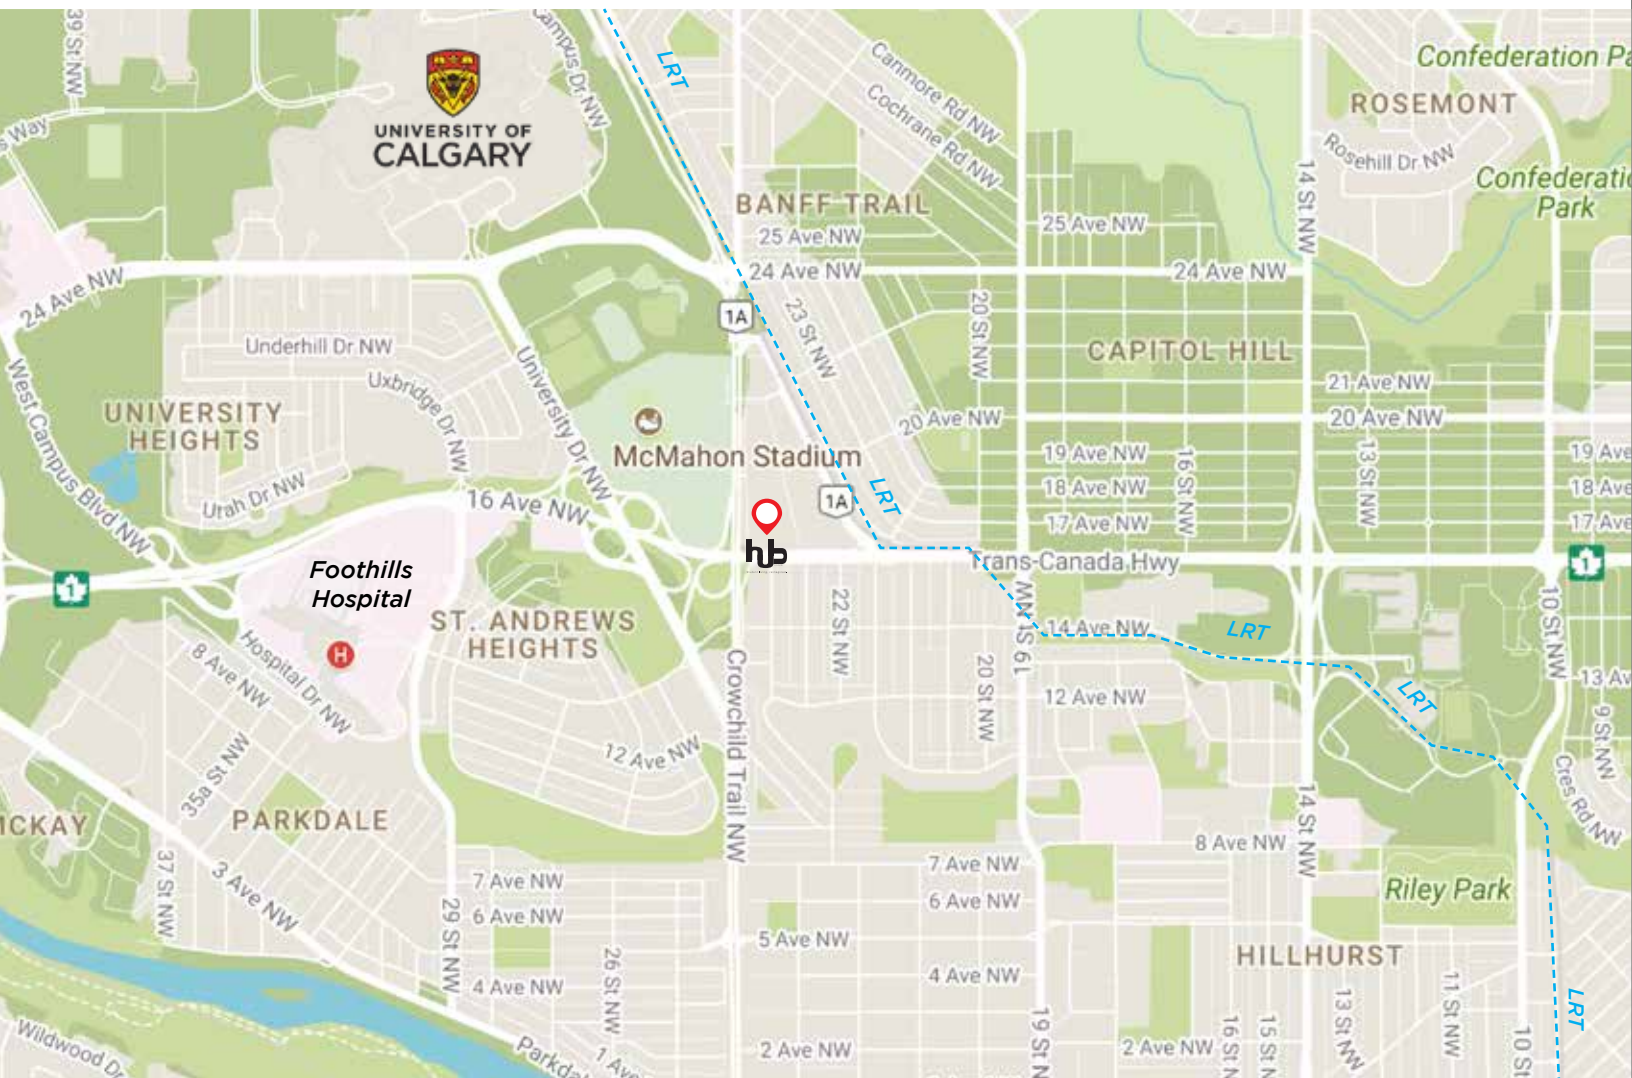 39 St NW
Campus Dr NW
LRT
Canmore Rd NW
Cochrane Rd NW
Confederation Pa
ROSEMONT
Rosehill Dr NW
UNIVERSITY OF
CALGARY
s Way
14 St NW
Confederatio
Park
BANFF TRAIL
25 Ave NW
25 Ave NW
24 Ave NW
24 Ave NW
24 Ave NW
1A
23 St NW
20 St NW
Underhill Dr NW
University Dr NW
CAPITOL HILL
West Campus Blvd NW
Uxbridge Dr NW
21 Ave NW
UNIVERSITY
HEIGHTS
20 Ave NW
20 Ave NW
McMahon Stadium
19 Ave NW
16 St NW
13 St NW
19 Ave
Urah Dr NW
16 Ave NW
1A
LRT
18 Ave NW
18 Ave
17 Ave NW
17 Ave
hub
Trans-Canada Hwy
1
1
Foothills
Hospital
H
ST. ANDREWS
HEIGHTS
22 St NW
19 St NW
14 Ave NW
LRT
10 St NW
8 Ave NW
Hospital Dr NW
Crowchild Trail NW
20 St NW
12 Ave NW
LRT
13 Av
9 St NW
12 Ave NW
35a St NW
Cres Rd NW
MCKAY
PARKDALE
14 St NW
8 Ave NW
37 St NW
3 Ave NW
7 Ave NW
7 Ave NW
Riley Park
29 St NW
6 Ave NW
6 Ave NW
5 Ave NW
HILLHURST
26 St NW
4 Ave NW
4 Ave NW
13 St NW
11 St NW
LRT
Wildwood Dr
Parkda
1 Ave
2 Ave NW
19 St N
2 Ave NW
16 St N
15 St N
10 St